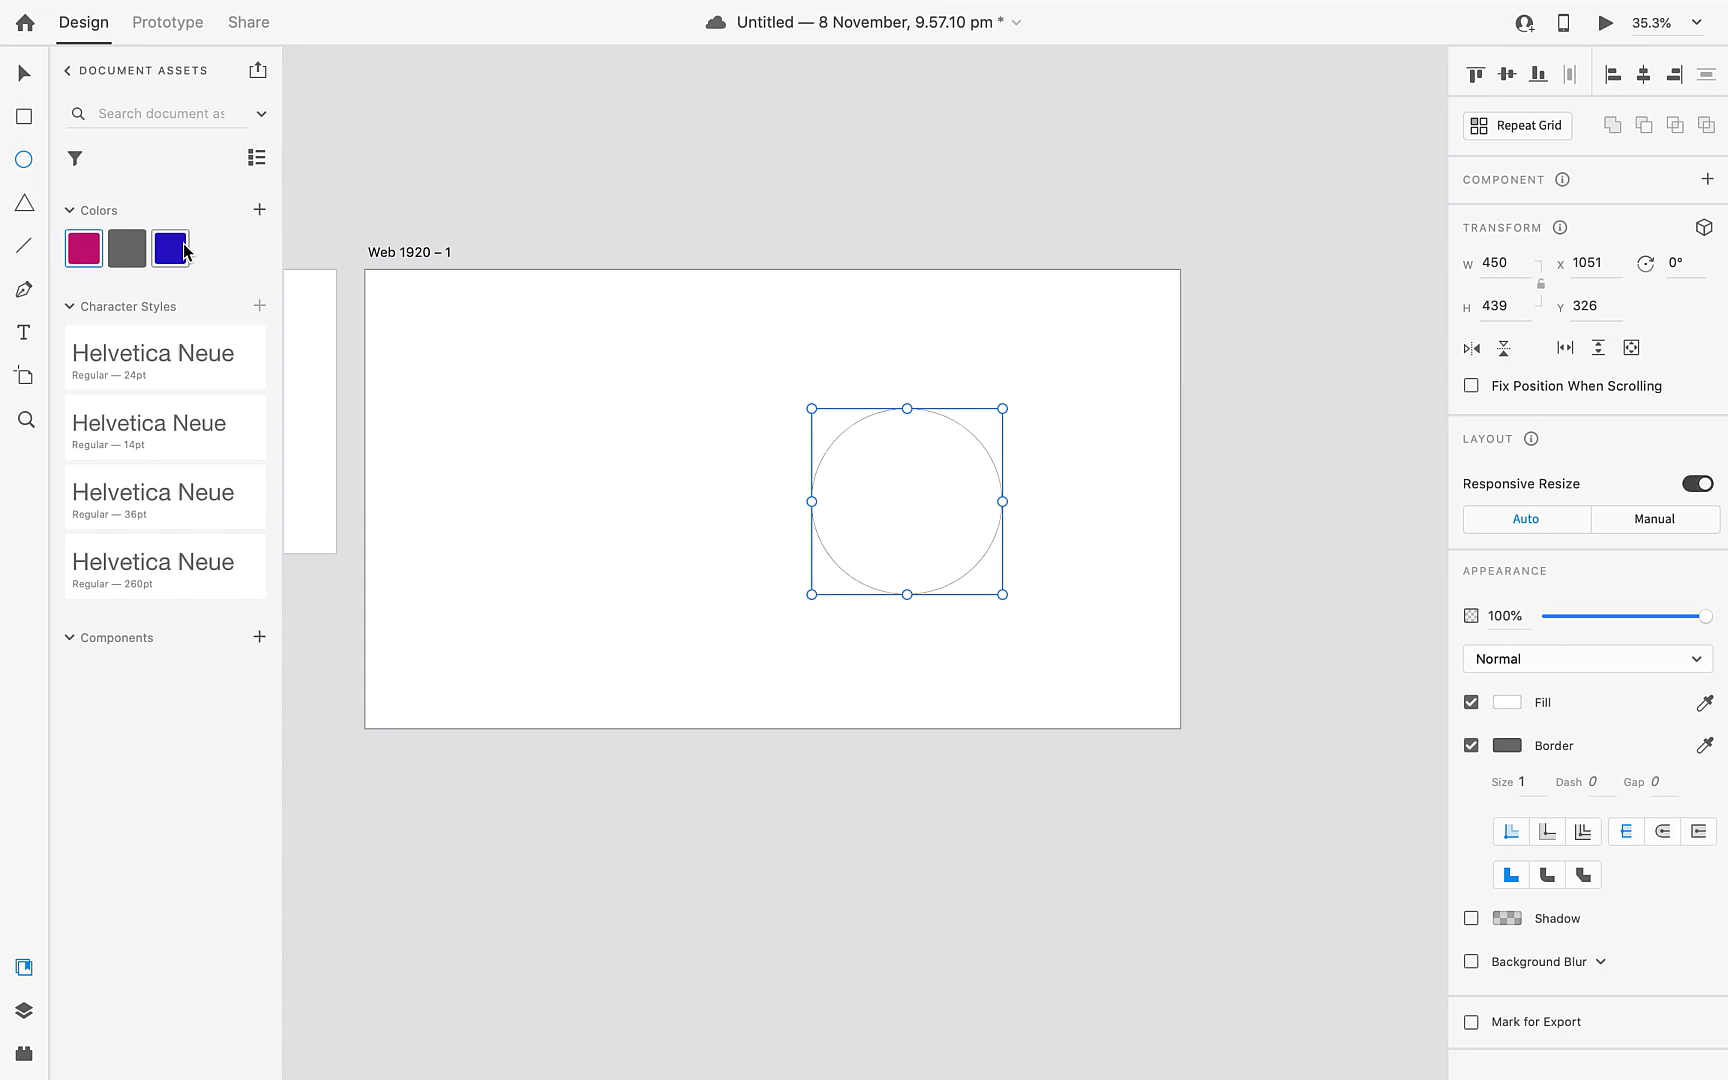 Design Prototype Share
Untitled — 8 November, 9.57.10 pm *
35.3%
DOCUMENT ASSETS
Search document as
Colors
Character Styles
Helvetica Neue
Regular — 24pt
Helvetica Neue
Regular — 14pt
Helvetica Neue
Regular — 36pt
Helvetica Neue
Regular — 260pt
Components
Web 1920 – 1
Repeat Grid
COMPONENT
TRANSFORM
W 450 X 1051 0°
H 439 Y 326
Fix Position When Scrolling
LAYOUT
Responsive Resize
Auto Manual
APPEARANCE
100%
Normal
Fill
Border
Size 1 Dash 0 Gap 0
Shadow
Background Blur
Mark for Export